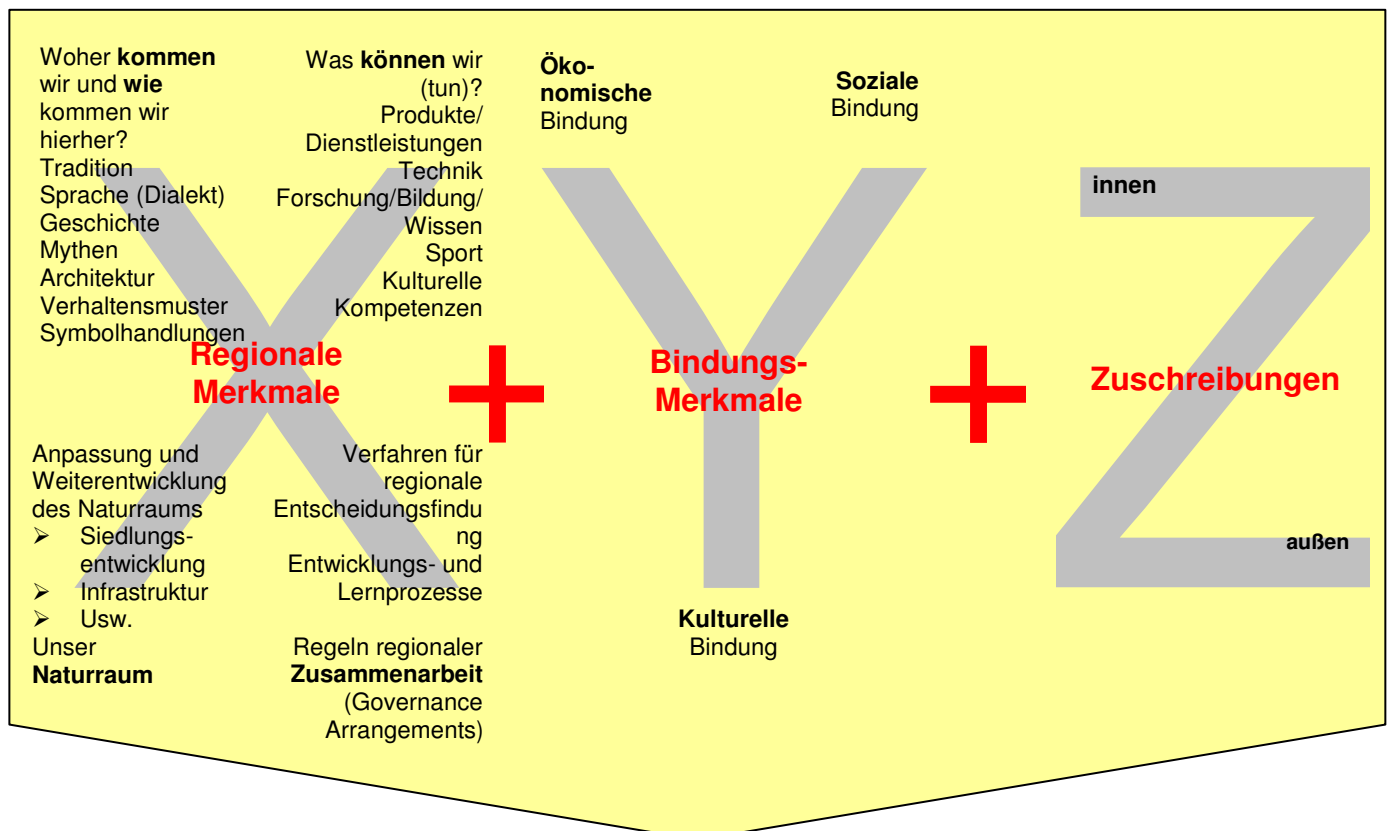 Woher kommen
wir und wie
kommen wir
hierher?
Tradition
Sprache (Dialekt)
Geschichte
Mythen
Architektur
Verhaltensmuster
Symbolhandlungen
Was können wir
(tun)?
Produkte/
Dienstleistungen
Technik
Forschung/Bildung/
Wissen
Sport
Kulturelle
Kompetenzen
X
Regionale
Merkmale
Anpassung und
Weiterentwicklung
des Naturraums
➢ Siedlungs-
entwicklung
➢ Infrastruktur
➢ Usw.
Unser
Naturraum
Verfahren für
regionale
Entscheidungsfindu
ng
Entwicklungs- und
Lernprozesse
Regeln regionaler
Zusammenarbeit
(Governance
Arrangements)
+
Öko-
nomische
Bindung
Soziale
Bindung
Y
Bindungs-
Merkmale
Kulturelle
Bindung
+
innen
Z
Zuschreibungen
außen